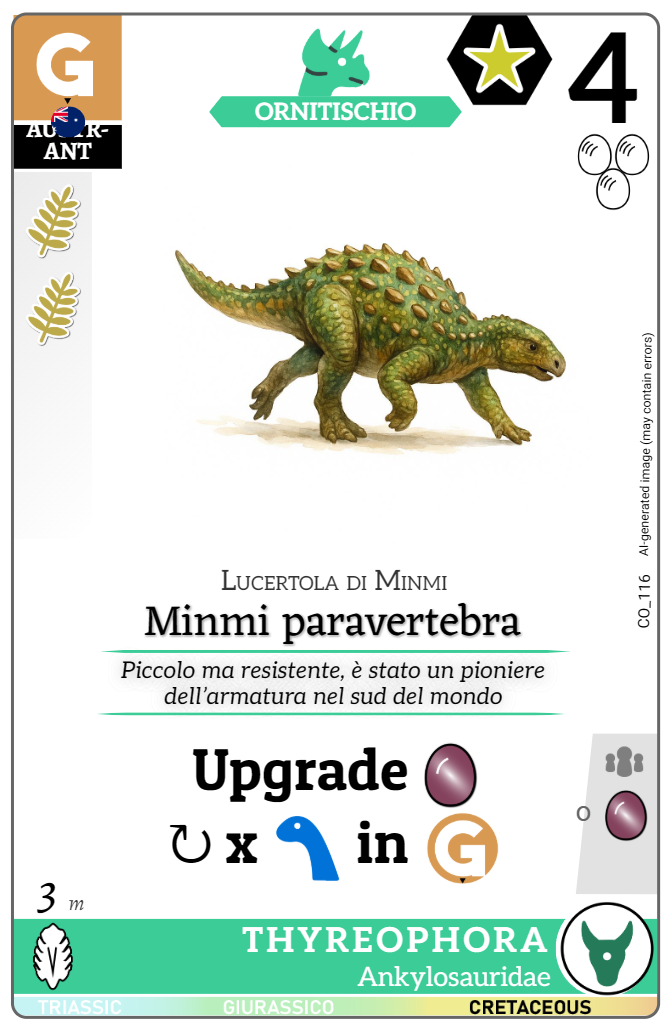 G
AUSTR-
ANT
ORNITISCHIO
4
AI-generated image (may contain errors)
CO_116
Lucertola di Minmi
Minmi paravertebra
Piccolo ma resistente, è stato un pioniere
dell'armatura nel sud del mondo
Upgrade
↻ x in G
o
3 m
V
THYREOPHORA
Ankylosauridae
TRIASSIC GIURASSICO CRETACEOUS